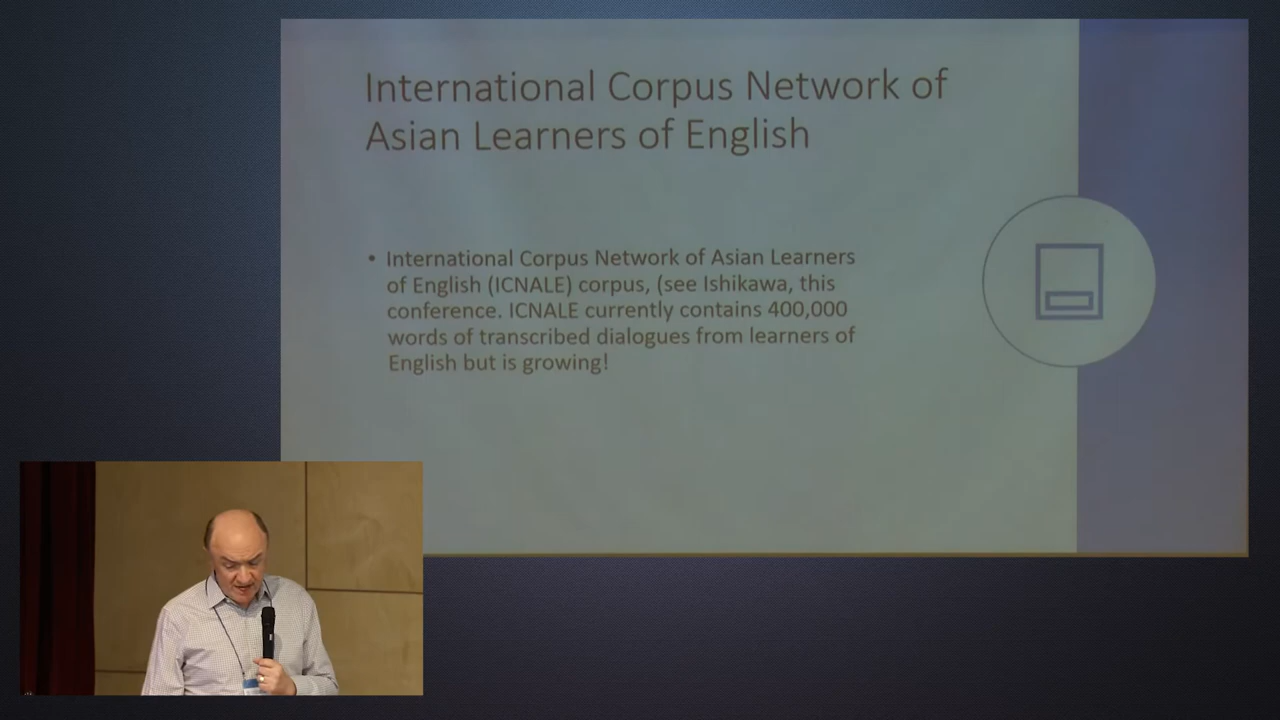 International Corpus Network of
Asian Learners of English
• International Corpus Network of Asian Learners
of English (ICNALE) corpus, (see Ishikawa, this
conference. ICNALE currently contains 400,000
words of transcribed dialogues from learners of
English but is growing!